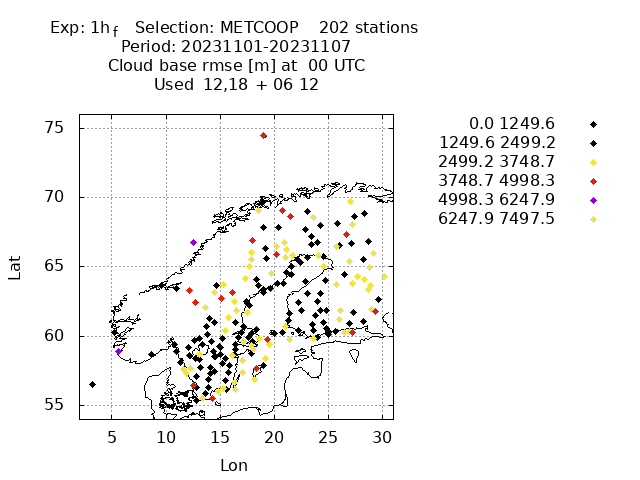 Exp: 1h_f Selection: METCOOP 202 stations
Period: 20231101-20231107
Cloud base rmse [m] at 00 UTC
Used 12,18 + 06 12
0.0 1249.6
1249.6 2499.2
2499.2 3748.7
3748.7 4998.3
4998.3 6247.9
6247.9 7497.5
75
70
65
60
55
Lat
5 10 15 20 25 30
Lon